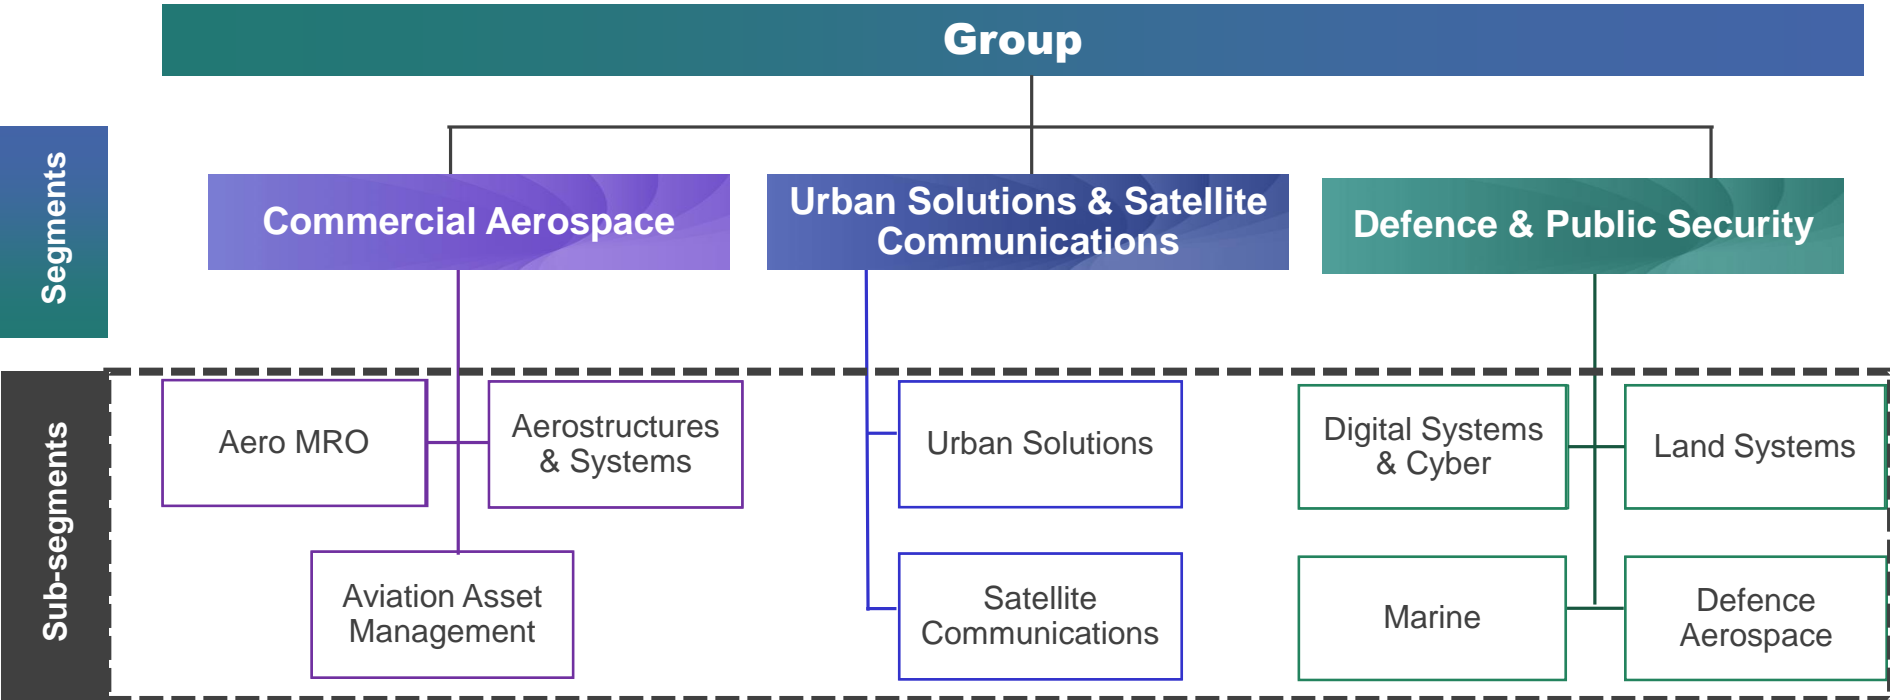 Group
Segments
Commercial Aerospace
Urban Solutions & Satellite
Communications
Defence & Public Security
Sub-segments
Aero MRO
Aerostructures
& Systems
Aviation Asset
Management
Urban Solutions
Satellite
Communications
Digital Systems
& Cyber
Land Systems
Marine
Defence
Aerospace